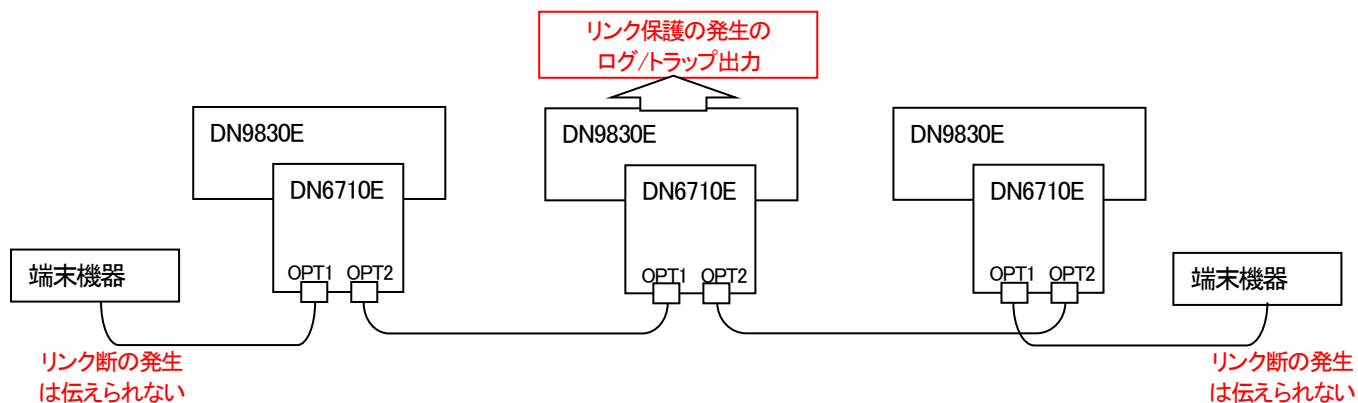 リンク保護の発生の
ログ/トラップ出力
DN9830E
DN6710E
OPT1 OPT2
DN9830E
DN6710E
OPT1 OPT2
DN9830E
DN6710E
OPT1 OPT2
端末機器
端末機器
リンク断の発生
は伝えられない
リンク断の発生
は伝えられない